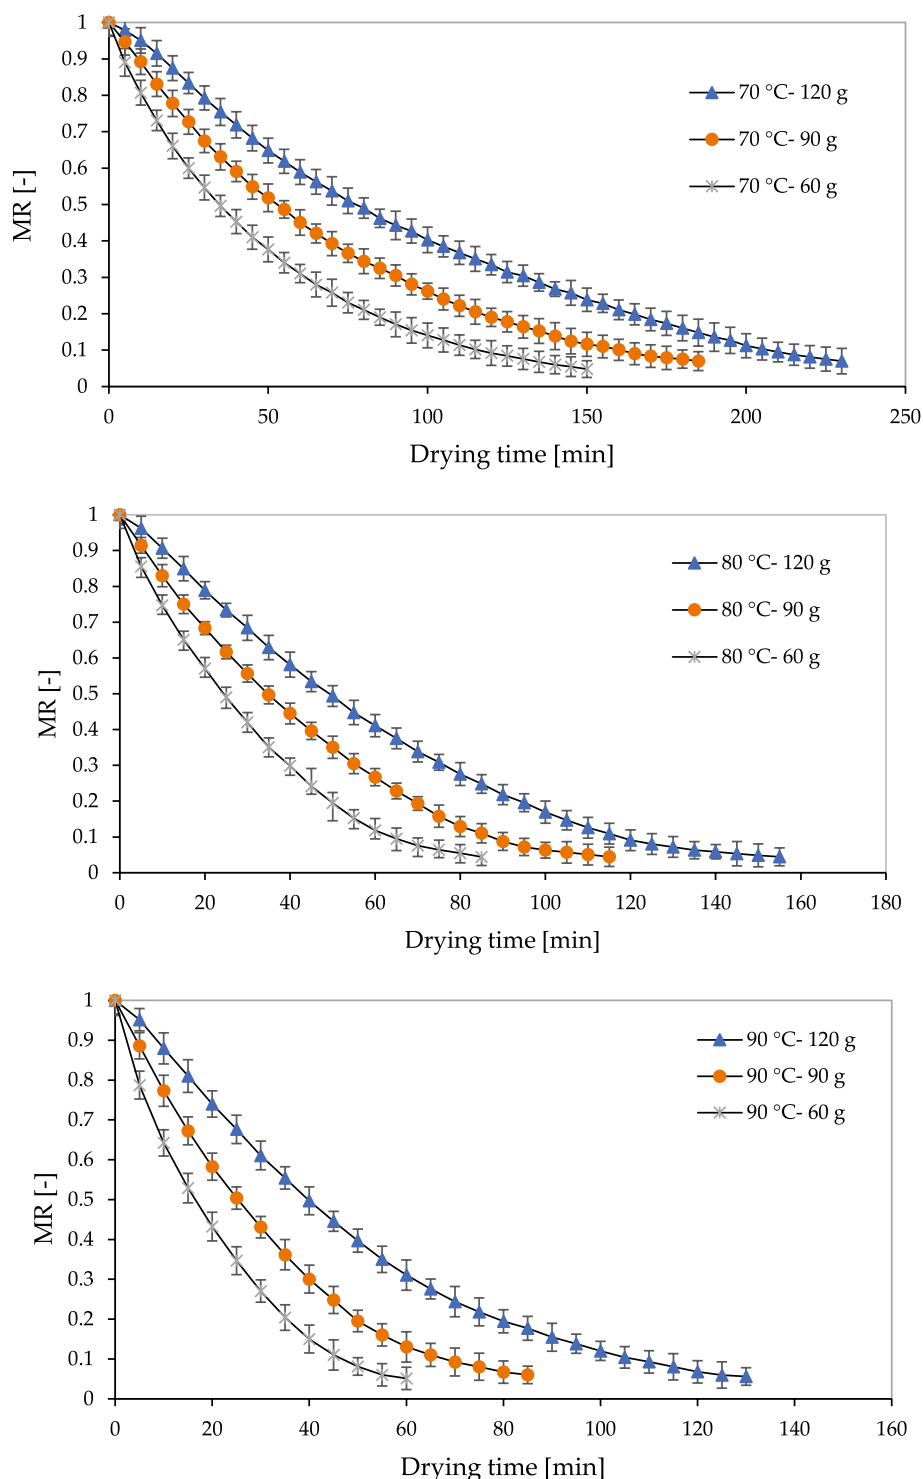 1
0.9
0.8
0.7
0.6
0.5
0.4
0.3
0.2
0.1
0
MR [-]
70 °C- 120 g
70 °C- 90 g
70 °C- 60 g
0 50 100 150 200 250
Drying time [min]
1
0.9
0.8
0.7
0.6
0.5
0.4
0.3
0.2
0.1
0
MR [-]
80 °C- 120 g
80 °C- 90 g
80 °C- 60 g
0 20 40 60 80 100 120 140 160 180
Drying time [min]
1
0.9
0.8
0.7
0.6
0.5
0.4
0.3
0.2
0.1
0
MR [-]
90 °C- 120 g
90 °C- 90 g
90 °C- 60 g
0 20 40 60 80 100 120 140 160
Drying time [min]